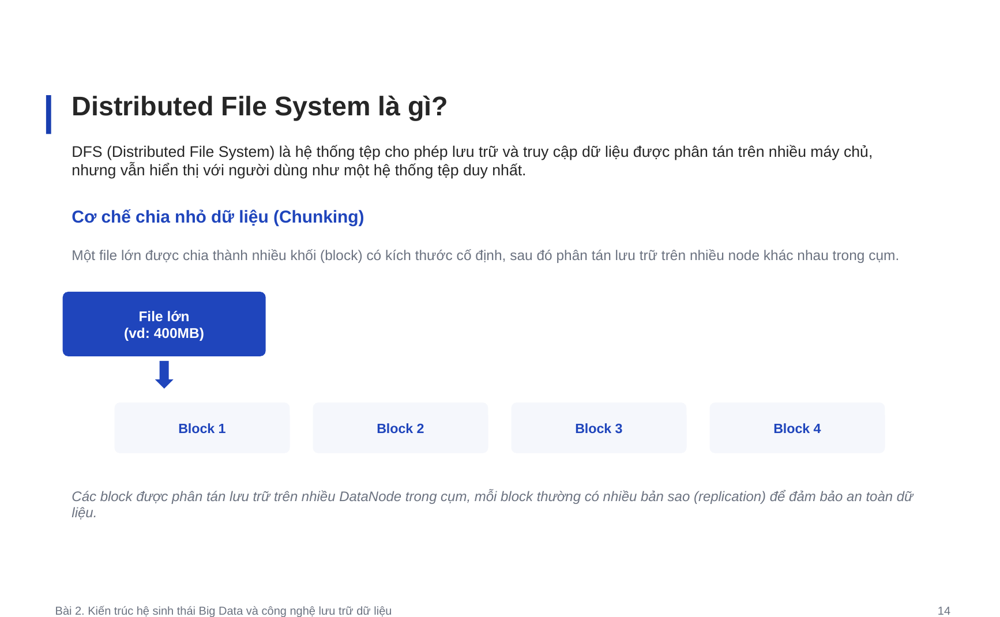 Distributed File System là gì?
DFS (Distributed File System) là hệ thống tệp cho phép lưu trữ và truy cập dữ liệu được phân tán trên nhiều máy chủ,
nhưng vẫn hiển thị với người dùng như một hệ thống tệp duy nhất.
Cơ chế chia nhỏ dữ liệu (Chunking)
Một file lớn được chia thành nhiều khối (block) có kích thước cố định, sau đó phân tán lưu trữ trên nhiều node khác nhau trong cụm.
File lớn
(vd: 400MB)
Block 1
Block 2
Block 3
Block 4
Các block được phân tán lưu trữ trên nhiều DataNode trong cụm, mỗi block thường có nhiều bản sao (replication) để đảm bảo an toàn dữ
liệu.
Bài 2. Kiến trúc hệ sinh thái Big Data và công nghệ lưu trữ dữ liệu
14